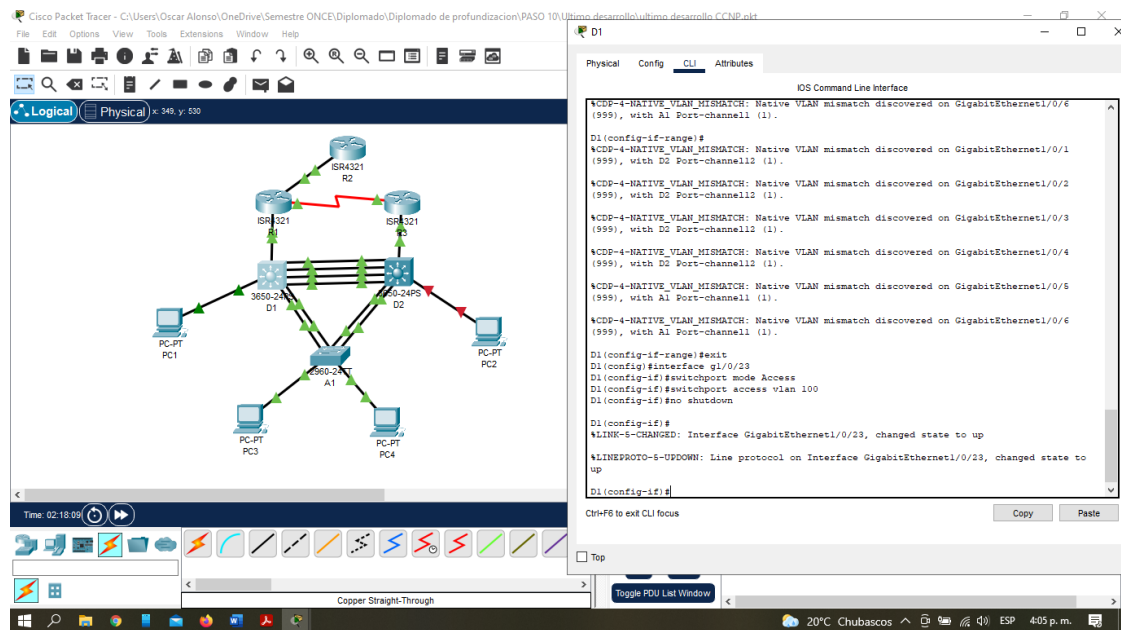 Cisco Packet Tracer - C:\Users\Oscar Alonso\OneDrive\Semestre ONCE\Diplomado\Diplomado de profundizacion\PASO 10\Ultimo desarrollo\ultimo desarrollo CCNP.pkt
File Edit Options View Tools Extensions Window Help
Logical Physical x: 349, y: 530
ISR4321
R2
ISR4321
R1
ISR4321
R3
3650-24PS
D1
3650-24PS
D2
PC-PT
PC1
PC-PT
PC2
2960-24TT
A1
PC-PT
PC3
PC-PT
PC4
Time: 02:18:09
Copper Straight-Through
D1
Physical Config CLI Attributes
IOS Command Line Interface
%CDP-4-NATIVE_VLAN_MISMATCH: Native VLAN mismatch discovered on GigabitEthernet1/0/6
(999), with A1 Port-channel1 (1).
D1(config-if-range)#
%CDP-4-NATIVE_VLAN_MISMATCH: Native VLAN mismatch discovered on GigabitEthernet1/0/1
(999), with D2 Port-channel12 (1).
%CDP-4-NATIVE_VLAN_MISMATCH: Native VLAN mismatch discovered on GigabitEthernet1/0/2
(999), with D2 Port-channel12 (1).
%CDP-4-NATIVE_VLAN_MISMATCH: Native VLAN mismatch discovered on GigabitEthernet1/0/3
(999), with D2 Port-channel12 (1).
%CDP-4-NATIVE_VLAN_MISMATCH: Native VLAN mismatch discovered on GigabitEthernet1/0/4
(999), with D2 Port-channel12 (1).
%CDP-4-NATIVE_VLAN_MISMATCH: Native VLAN mismatch discovered on GigabitEthernet1/0/5
(999), with A1 Port-channel1 (1).
%CDP-4-NATIVE_VLAN_MISMATCH: Native VLAN mismatch discovered on GigabitEthernet1/0/6
(999), with A1 Port-channel1 (1).
D1(config-if-range)#exit
D1(config)#interface g1/0/23
D1(config-if)#switchport mode Access
D1(config-if)#switchport access vlan 100
D1(config-if)#no shutdown
D1(config-if)#
%LINK-5-CHANGED: Interface GigabitEthernet1/0/23, changed state to up
%LINEPROTO-5-UPDOWN: Line protocol on Interface GigabitEthernet1/0/23, changed state to
up
D1(config-if)#
Ctrl+F6 to exit CLI focus
Copy Paste
Top
Toggle PDU List Window
20°C Chubascos ESP 4:05 p. m.